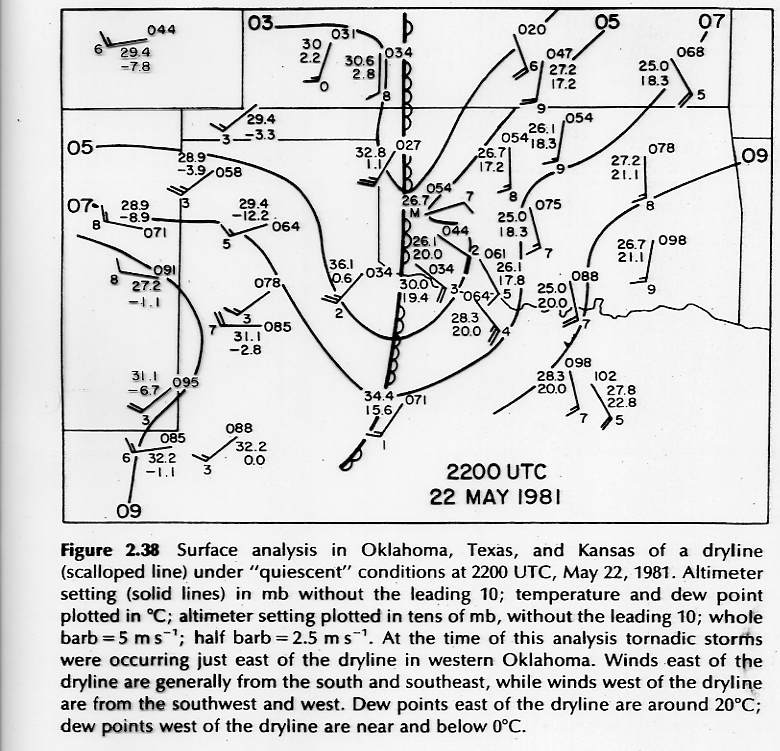 03 05 07
044 031 034 020 047 068
6 29.4 30 30.6 6 27.2 25.0
-7.8 2.2 2.8 17.2 18.3
0 8 9 5
29.4 027 054 26.1 054 078
3 -3.3 32.8 26.7 18.3 27.2
05 28.9 1.1 17.2 21.1 09
-3.9 058 054 8 9
3 26.7 7 075 8
07 28.9 29.4 M 25.0
8 -8.9 -12.2 064 044 18.3 098
071 5 26.1 2 061 7 26.7
091 36.1 034 20.0 034 26.1 088 21.1
8 27.2 078 0.6 30.0 3 17.8 25.0 9
-1.1 3 2 19.4 064 5 20.0
7 085 28.3 7
31.1 20.0 4
-2.8
31.1 095 098 102
-6.7 34.4 28.3 27.8
3 15.6 071 20.0 22.8
085 088 7 5
6 32.2 32.2 1
-1.1 3 0.0
09
2200 UTC
22 MAY 1981
Figure 2.38 Surface analysis in Oklahoma, Texas, and Kansas of a dryline
(scalloped line) under "quiescent" conditions at 2200 UTC, May 22, 1981. Altimeter
setting (solid lines) in mb without the leading 10; temperature and dew point
plotted in °C; altimeter setting plotted in tens of mb, without the leading 10; whole
barb = 5 m s⁻¹; half barb = 2.5 m s⁻¹. At the time of this analysis tornadic storms
were occurring just east of the dryline in western Oklahoma. Winds east of the
dryline are generally from the south and southeast, while winds west of the dryline
are from the southwest and west. Dew points east of the dryline are around 20°C;
dew points west of the dryline are near and below 0°C.